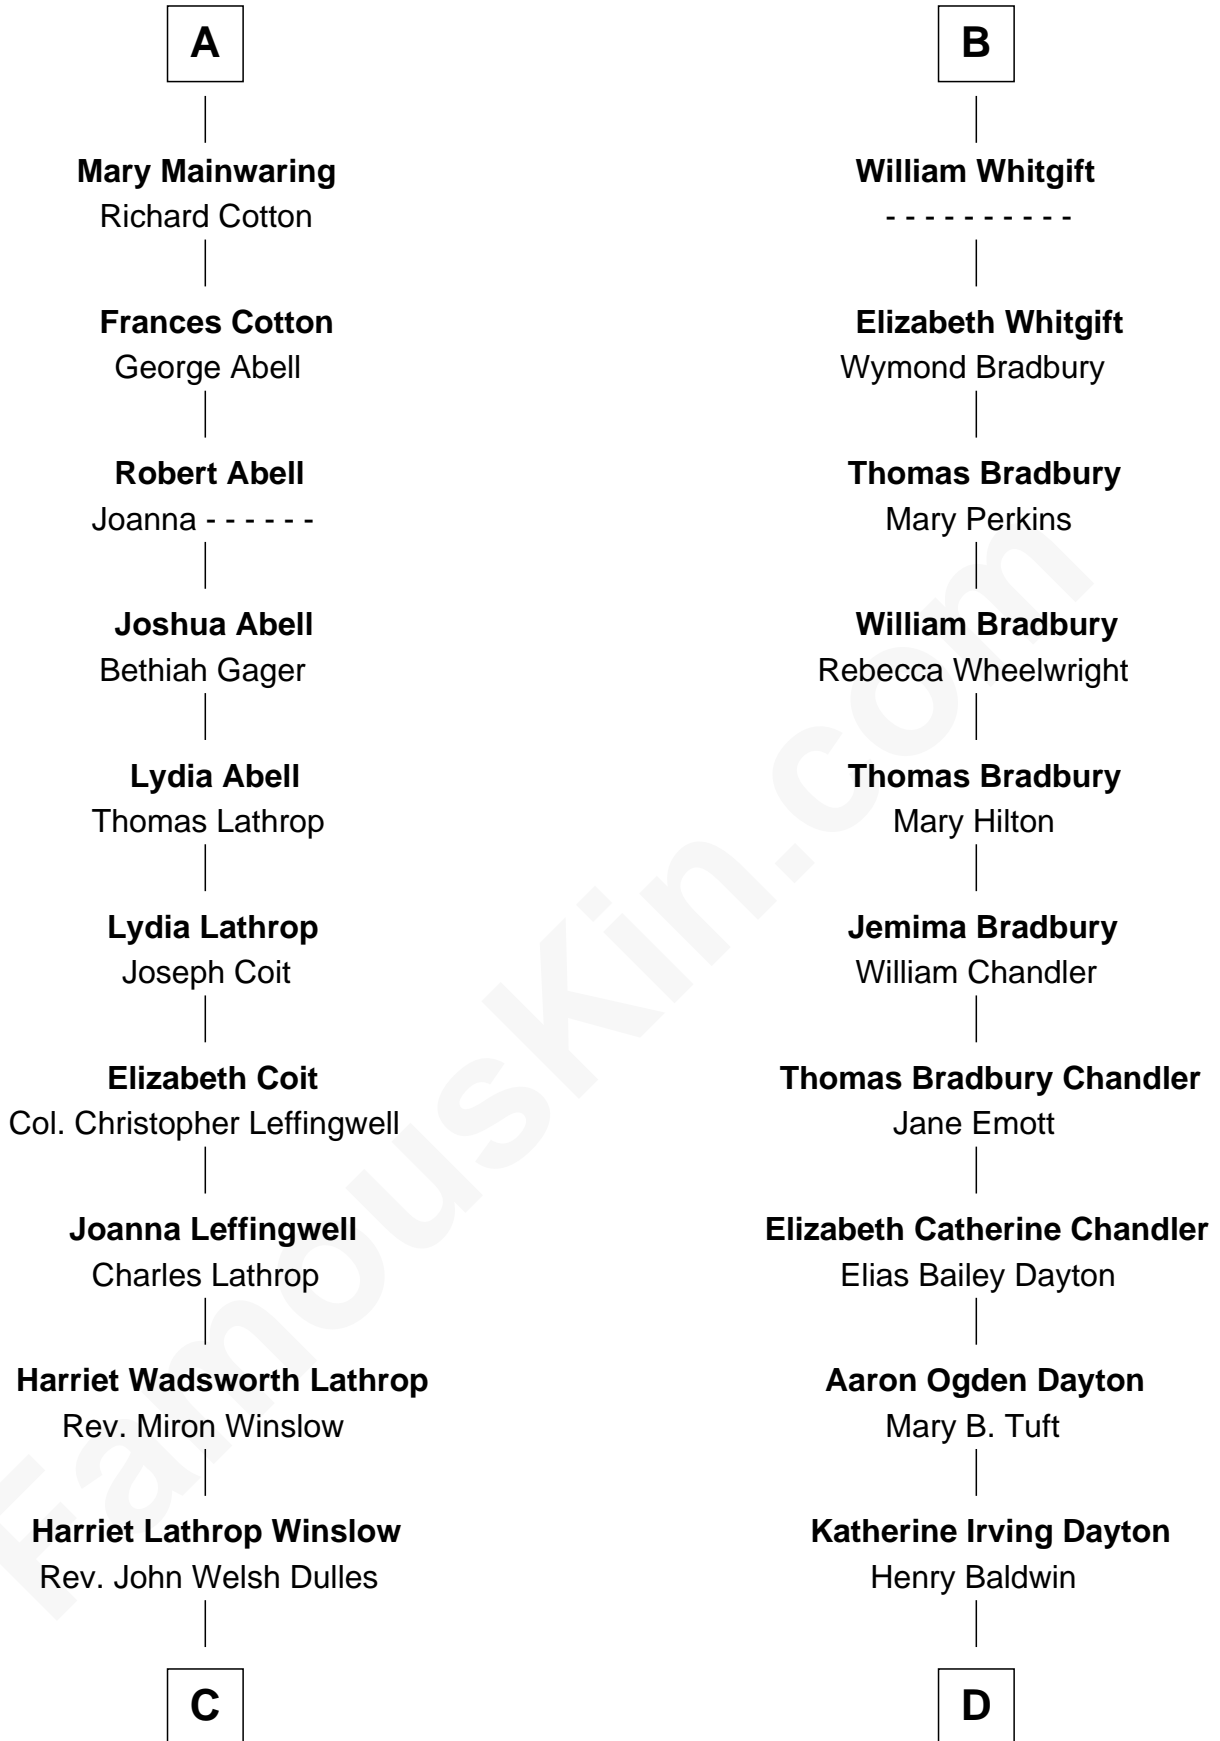 A
Mary Mainwaring
Richard Cotton
Frances Cotton
George Abell
Robert Abell
Joanna - - - - - -
Joshua Abell
Bethiah Gager
Lydia Abell
Thomas Lathrop
Lydia Lathrop
Joseph Coit
Elizabeth Coit
Col. Christopher Leffingwell
Joanna Leffingwell
Charles Lathrop
Harriet Wadsworth Lathrop
Rev. Miron Winslow
Harriet Lathrop Winslow
Rev. John Welsh Dulles
C
B
William Whitgift
- - - - - - - - - -
Elizabeth Whitgift
Wymond Bradbury
Thomas Bradbury
Mary Perkins
William Bradbury
Rebecca Wheelwright
Thomas Bradbury
Mary Hilton
Jemima Bradbury
William Chandler
Thomas Bradbury Chandler
Jane Emott
Elizabeth Catherine Chandler
Elias Bailey Dayton
Aaron Ogden Dayton
Mary B. Tuft
Katherine Irving Dayton
Henry Baldwin
D
FamousKin.com